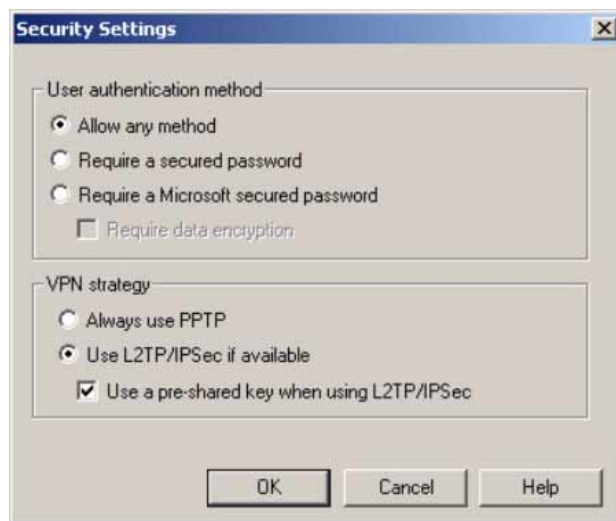 Security Settings
User authentication method
Allow any method
Require a secured password
Require a Microsoft secured password
Require data encryption
VPN strategy
Always use PPTP
Use L2TP/IPSec if available
Use a pre-shared key when using L2TP/IPSec
OK Cancel Help